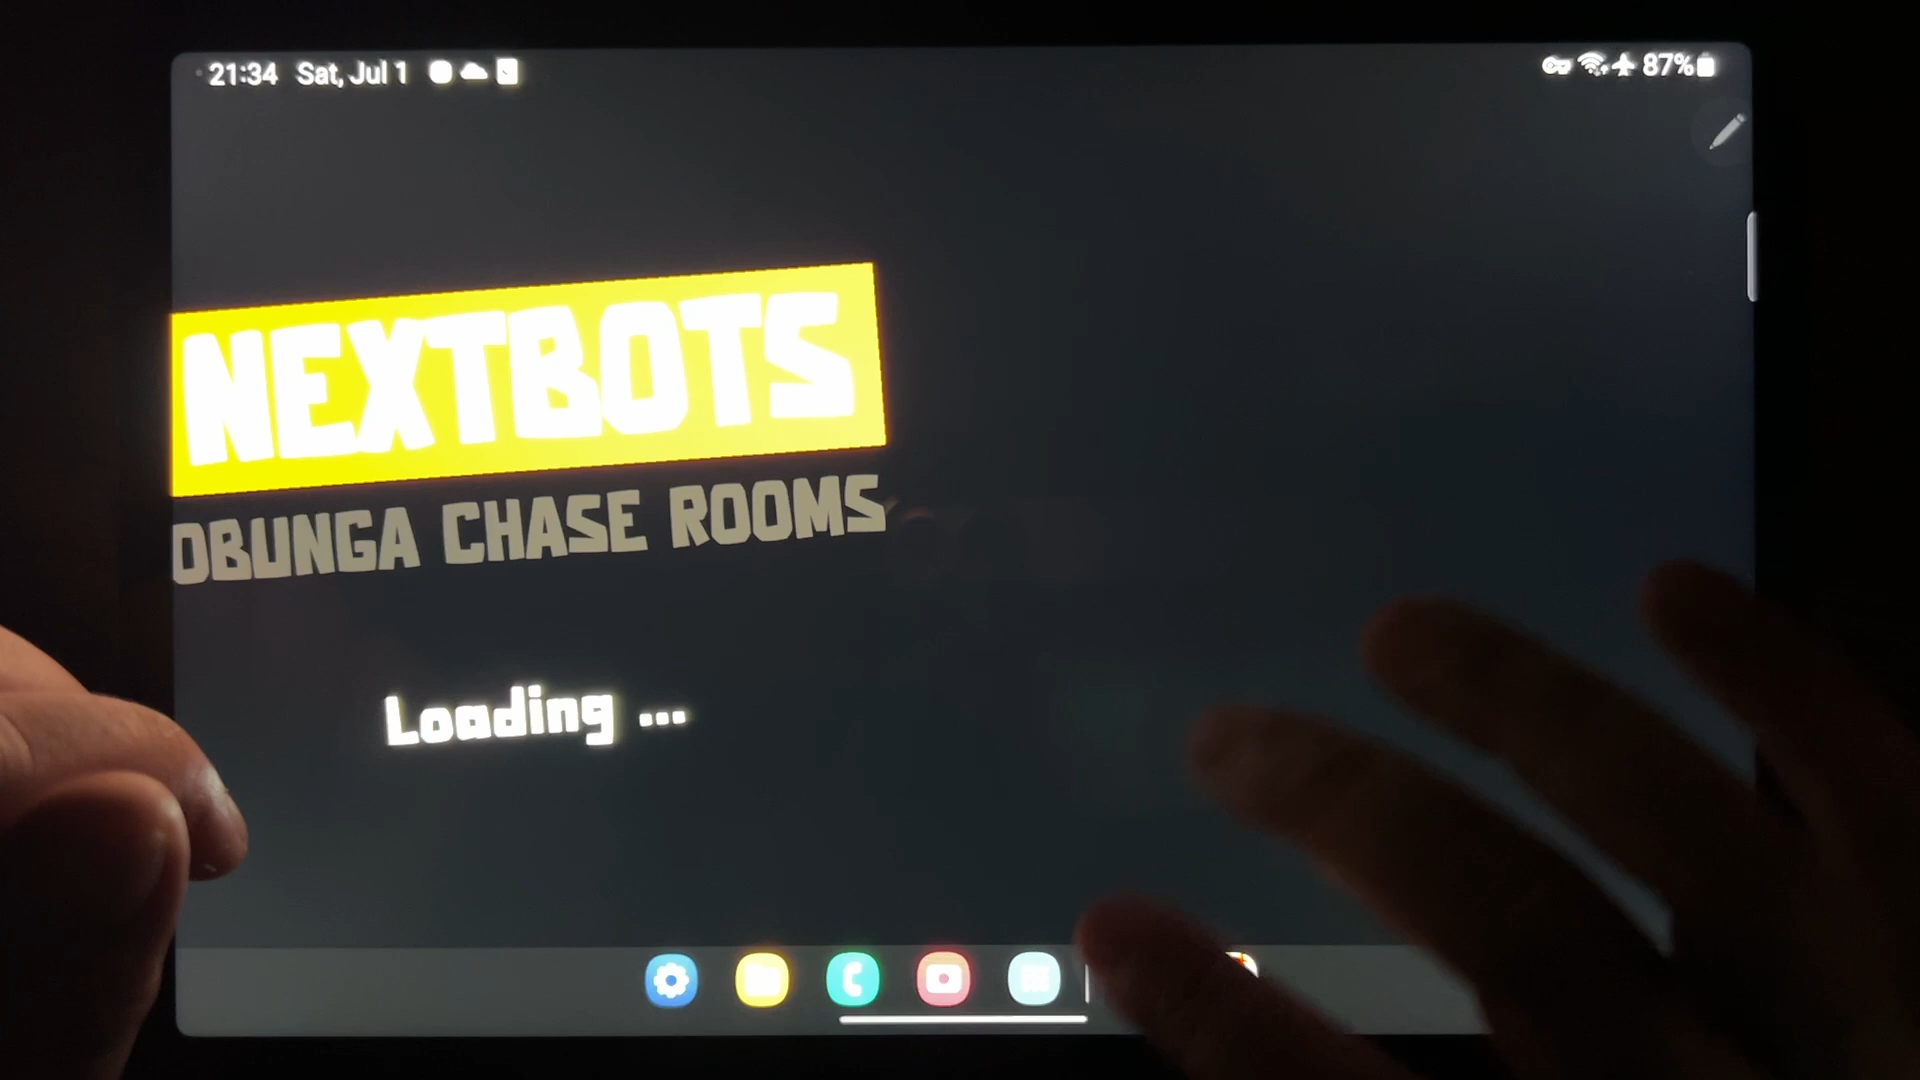 21:34 Sat, Jul 1
87%
NEXTBOTS
OBUNGA CHASE ROOMS
Loading ...